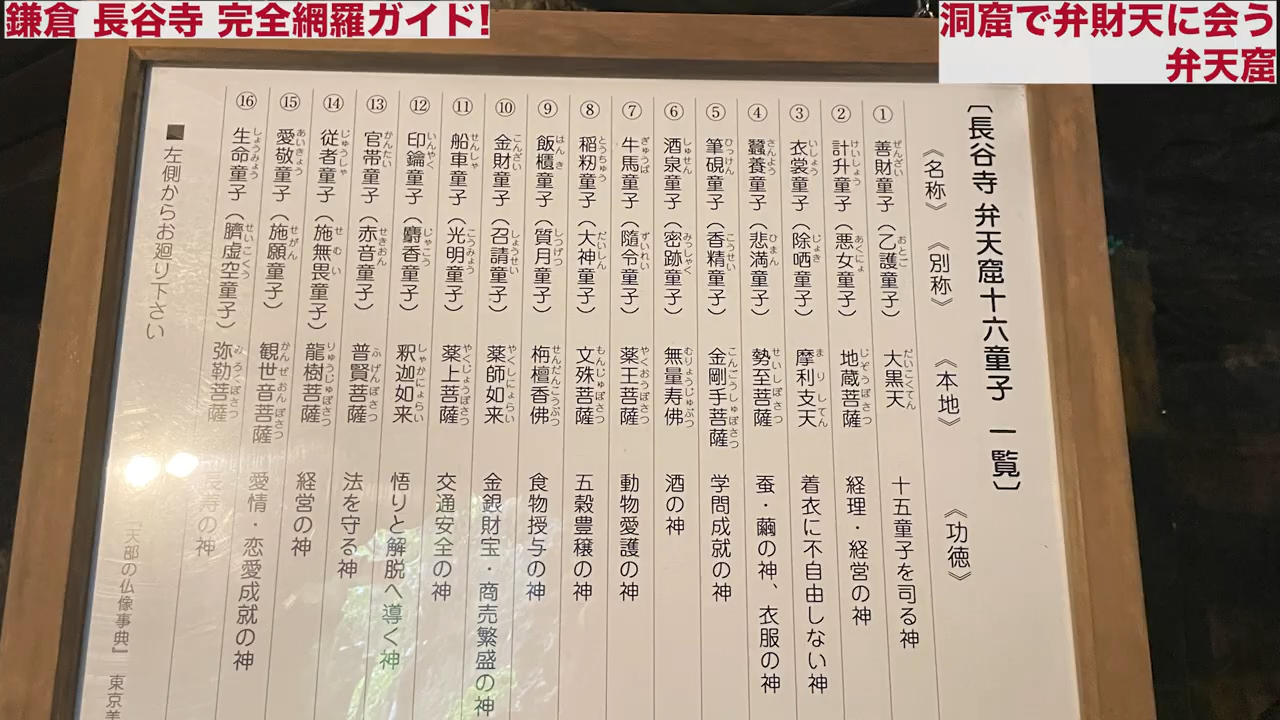 鎌倉 長谷寺 完全網羅ガイド!
洞窟で弁財天に会う
弁天窟
〔長谷寺 弁天窟十六童子 一覧〕
《名称》 《別称》 《本地》 《功徳》
① 善財童子（乙護童子） 大黒天 十五童子を司る神
② 計升童子（悪女童子） 地蔵菩薩 経理・経営の神
③ 衣裳童子（除哂童子） 摩利支天 着衣に不自由しない神
④ 蠶養童子（悲満童子） 勢至菩薩 蚕・繭の神、衣服の神
⑤ 筆硯童子（香精童子） 金剛手菩薩 学問成就の神
⑥ 酒泉童子（密跡童子） 無量寿佛 酒の神
⑦ 牛馬童子（隨令童子） 薬王菩薩 動物愛護の神
⑧ 稲籾童子（大神童子） 文殊菩薩 五穀豊穣の神
⑨ 飯櫃童子（質月童子） 栴檀香佛 食物授与の神
⑩ 金財童子（召請童子） 薬師如来 金銀財宝・商売繁盛の神
⑪ 船車童子（光明童子） 薬上菩薩 交通安全の神
⑫ 印鑰童子（麝香童子） 釈迦如来 悟りと解脱へ導く神
⑬ 官帯童子（赤音童子） 普賢菩薩 法を守る神
⑭ 従者童子（施無畏童子） 龍樹菩薩 経営の神
⑮ 愛敬童子（施願童子） 観世音菩薩 愛情・恋愛成就の神
⑯ 生命童子（臍虚空童子） 弥勒菩薩 長寿の神
■左側からお廻り下さい
『天部の仏像事典』 東京美